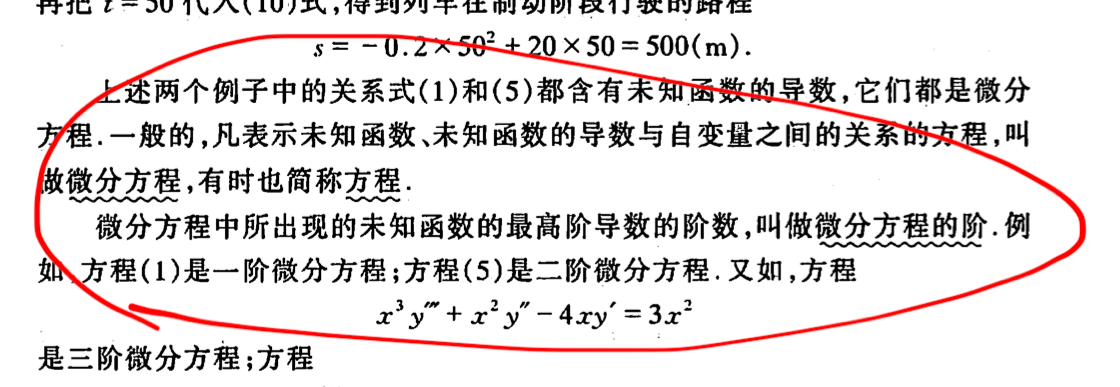 再把 t = 50 代入(10)式,得到列车在制动阶段行驶的路程
s = − 0.2 × 50² + 20 × 50 = 500(m).
上述两个例子中的关系式(1)和(5)都含有未知函数的导数,它们都是微分
方程.一般的,凡表示未知函数、未知函数的导数与自变量之间的关系的方程,叫
做微分方程,有时也简称方程.
微分方程中所出现的未知函数的最高阶导数的阶数,叫做微分方程的阶.例
如,方程(1)是一阶微分方程;方程(5)是二阶微分方程.又如,方程
x³y‴ + x²y″ − 4xy′ = 3x²
是三阶微分方程;方程